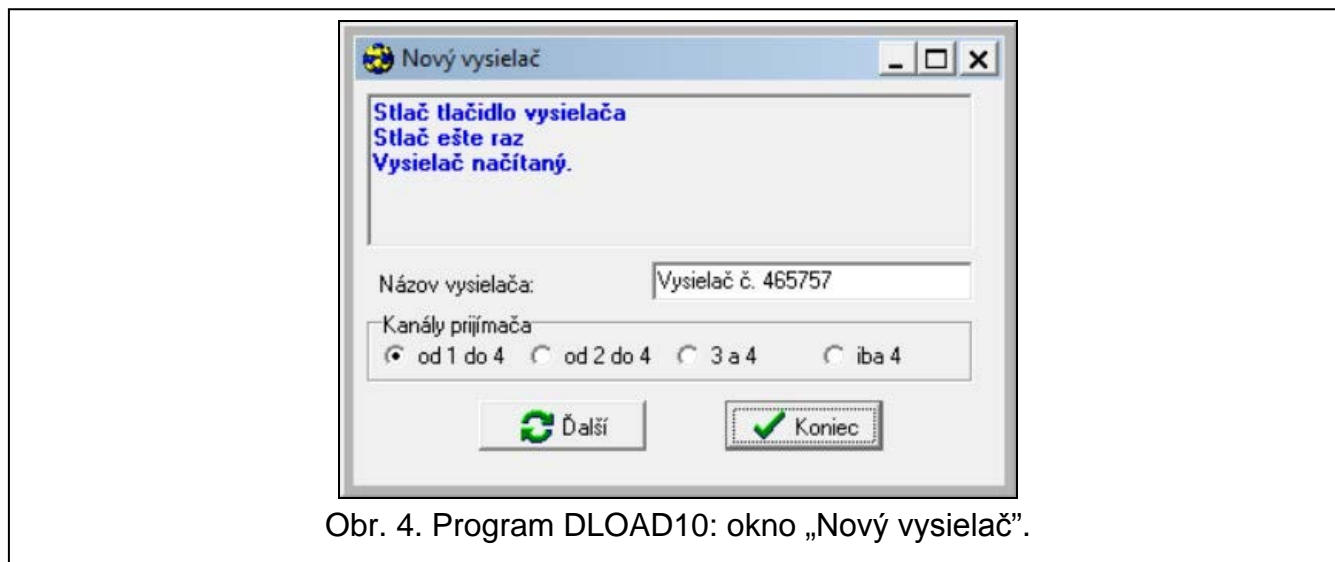 Nový vysielač
Stlač tlačidlo vysielača
Stlač ešte raz
Vysielač načítaný.
Názov vysielača: Vysielač č. 465757
Kanály prijímača
od 1 do 4 od 2 do 4 3 a 4 iba 4
Ďalší Koniec
Obr. 4. Program DLOAD10: okno „Nový vysielač”.